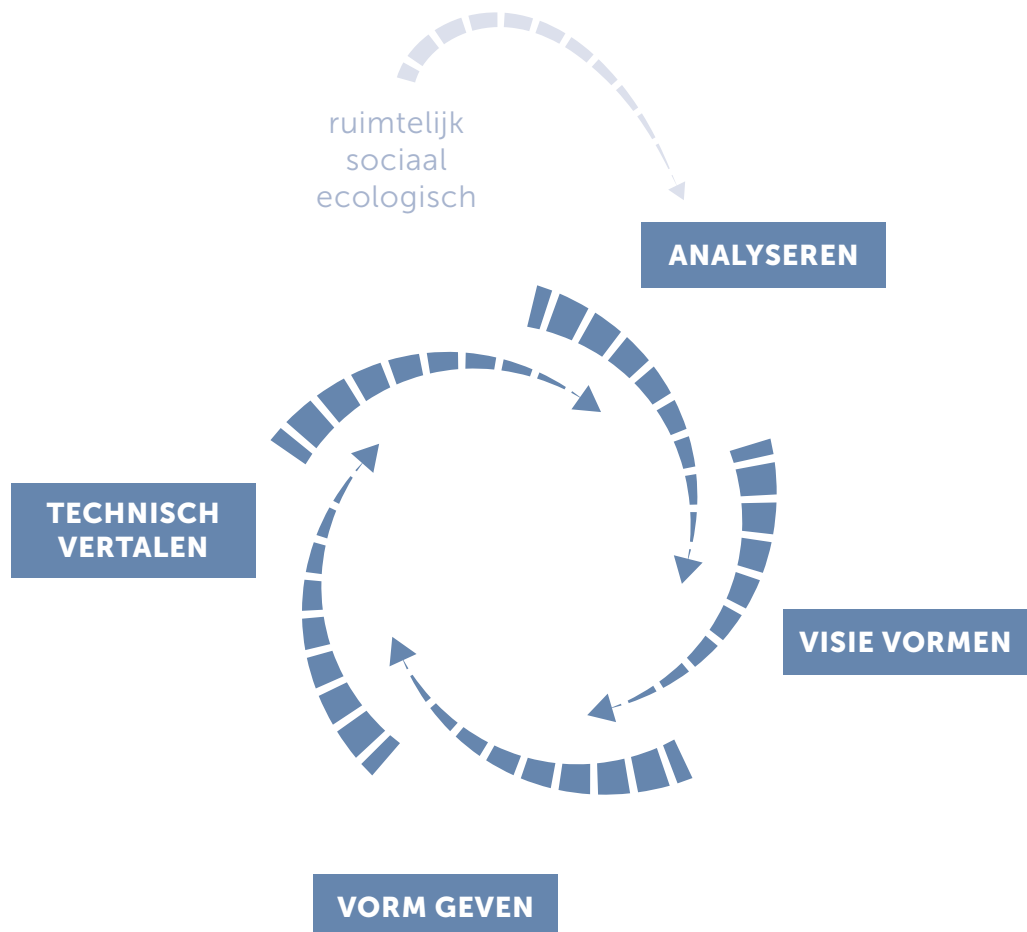 ruimtelijk
sociaal
ecologisch
ANALYSEREN
TECHNISCH
VERTALEN
VISIE VORMEN
VORM GEVEN